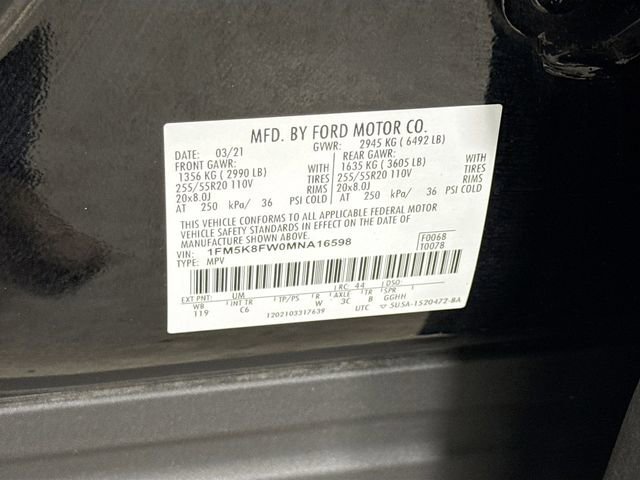 MFD. BY FORD MOTOR CO.
DATE: 03/21 GVWR: 2945 KG ( 6492 LB)
FRONT GAWR: REAR GAWR:
1356 KG ( 2990 LB) WITH 1635 KG ( 3605 LB) WITH
255/55R20 110V TIRES 255/55R20 110V TIRES
20x8.0J RIMS 20x8.0J RIMS
AT 250 kPa/ 36 PSI COLD AT 250 kPa/ 36 PSI COLD
THIS VEHICLE CONFORMS TO ALL APPLICABLE FEDERAL MOTOR
VEHICLE SAFETY STANDARDS IN EFFECT ON THE DATE OF
MANUFACTURE SHOWN ABOVE.
VIN: 1FM5K8FW0MNA16598 F0068
TYPE: MPV T0078
EXT PNT: UM RC: 44 DSO:
WB INT TR TP/PS R AXLE TR SPR
119 C6 W 3C B GGHH
1202103317639 UTC ▽ 5U5A-1520472-BA